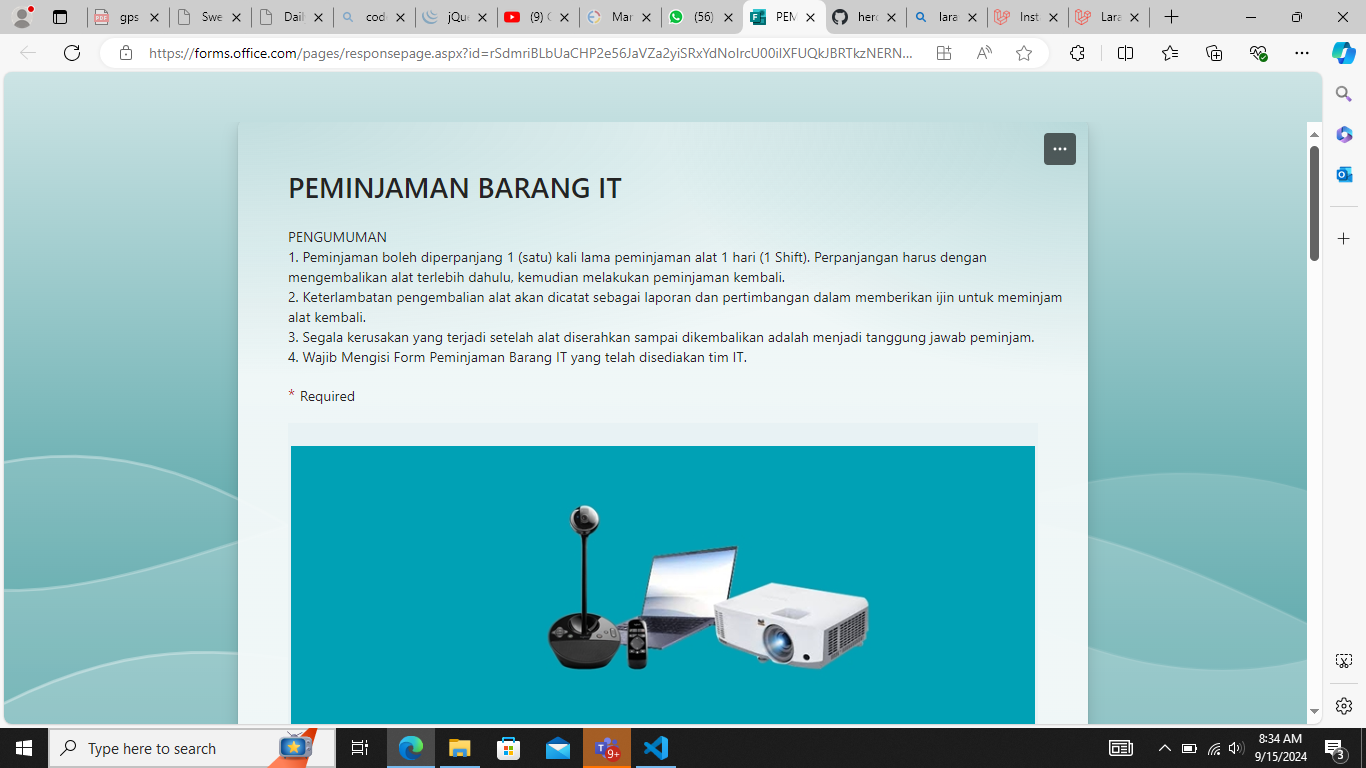 gps
Swe
Dail
cod
jQue
(9) (
Mar
(56)
PEM
herc
lara
Inst
Lara
https://forms.office.com/pages/responsepage.aspx?id=rSdmriBLbUaCHP2e56JaVZa2yiSRxYdNolrcU00iIXFUQkJBRTkzNERN...
PEMINJAMAN BARANG IT
PENGUMUMAN
1. Peminjaman boleh diperpanjang 1 (satu) kali lama peminjaman alat 1 hari (1 Shift). Perpanjangan harus dengan
mengembalikan alat terlebih dahulu, kemudian melakukan peminjaman kembali.
2. Keterlambatan pengembalian alat akan dicatat sebagai laporan dan pertimbangan dalam memberikan ijin untuk meminjam
alat kembali.
3. Segala kerusakan yang terjadi setelah alat diserahkan sampai dikembalikan adalah menjadi tanggung jawab peminjam.
4. Wajib Mengisi Form Peminjaman Barang IT yang telah disediakan tim IT.
* Required
Type here to search
9+
8:34 AM
9/15/2024
3